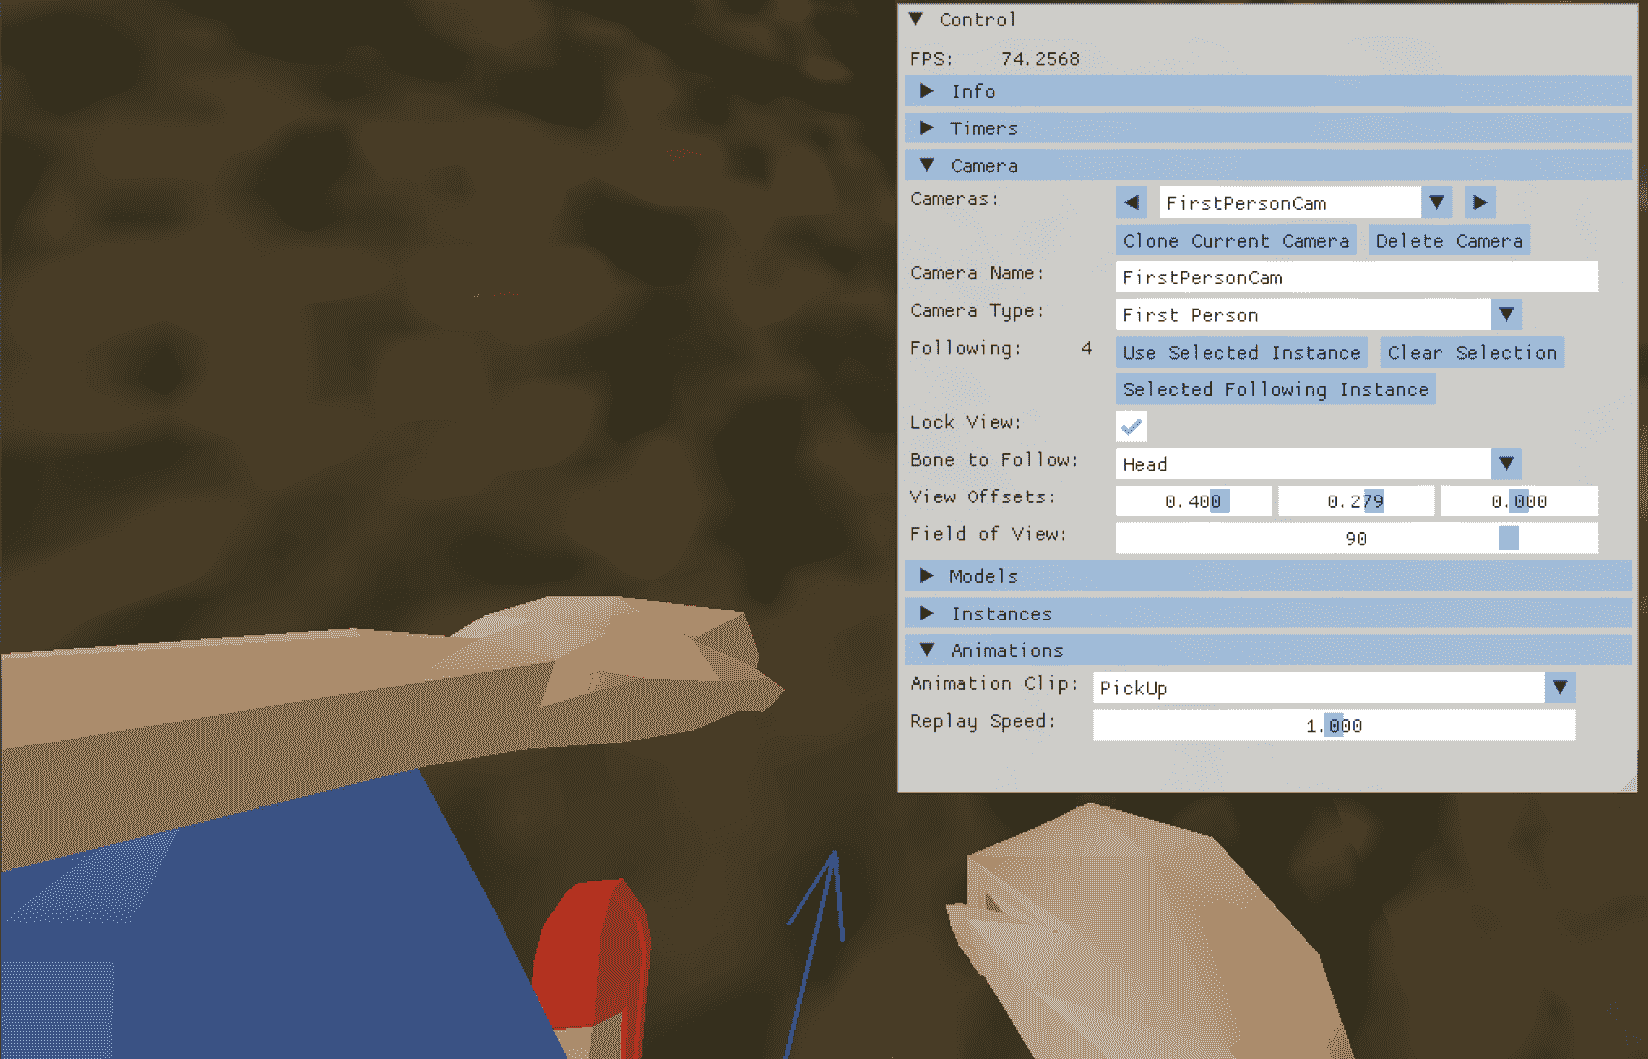 Control
FPS: 74.2568
Info
Timers
Camera
Cameras: FirstPersonCam
Clone Current Camera Delete Camera
Camera Name: FirstPersonCam
Camera Type: First Person
Following: 4 Use Selected Instance Clear Selection
Selected Following Instance
Lock View:
Bone to Follow: Head
View Offsets: 0.400 0.279 0.000
Field of View: 90
Models
Instances
Animations
Animation Clip: PickUp
Replay Speed: 1.000